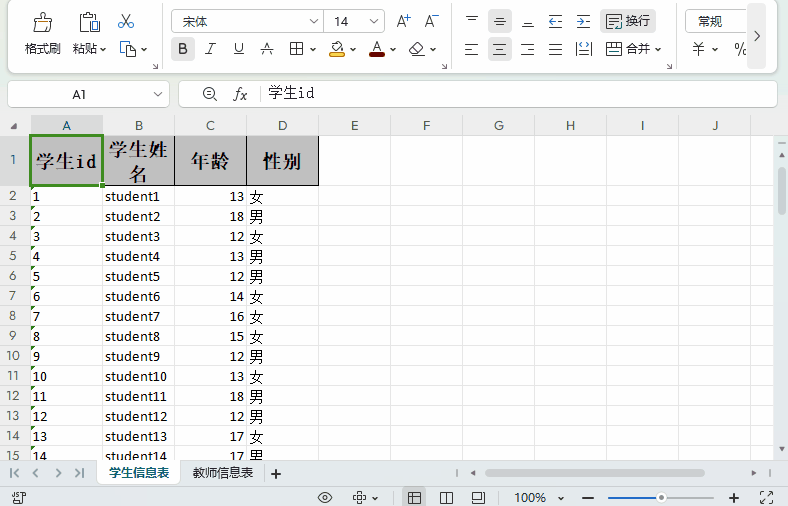 宋体 14 A⁺ A⁻ 换行 常规
格式刷 粘贴 B I U A A 合并 ¥ %
A1 fx 学生id
A B C D E F G H I J
1 学生id 学生姓名 年龄 性别
2 1 student1 13 女
3 2 student2 18 男
4 3 student3 12 女
5 4 student4 13 男
6 5 student5 12 男
7 6 student6 14 女
8 7 student7 16 女
9 8 student8 15 女
10 9 student9 12 男
11 10 student10 13 女
12 11 student11 18 男
13 12 student12 12 男
14 13 student13 17 女
15 14 student14 17 男
学生信息表 教师信息表 +
100% − +